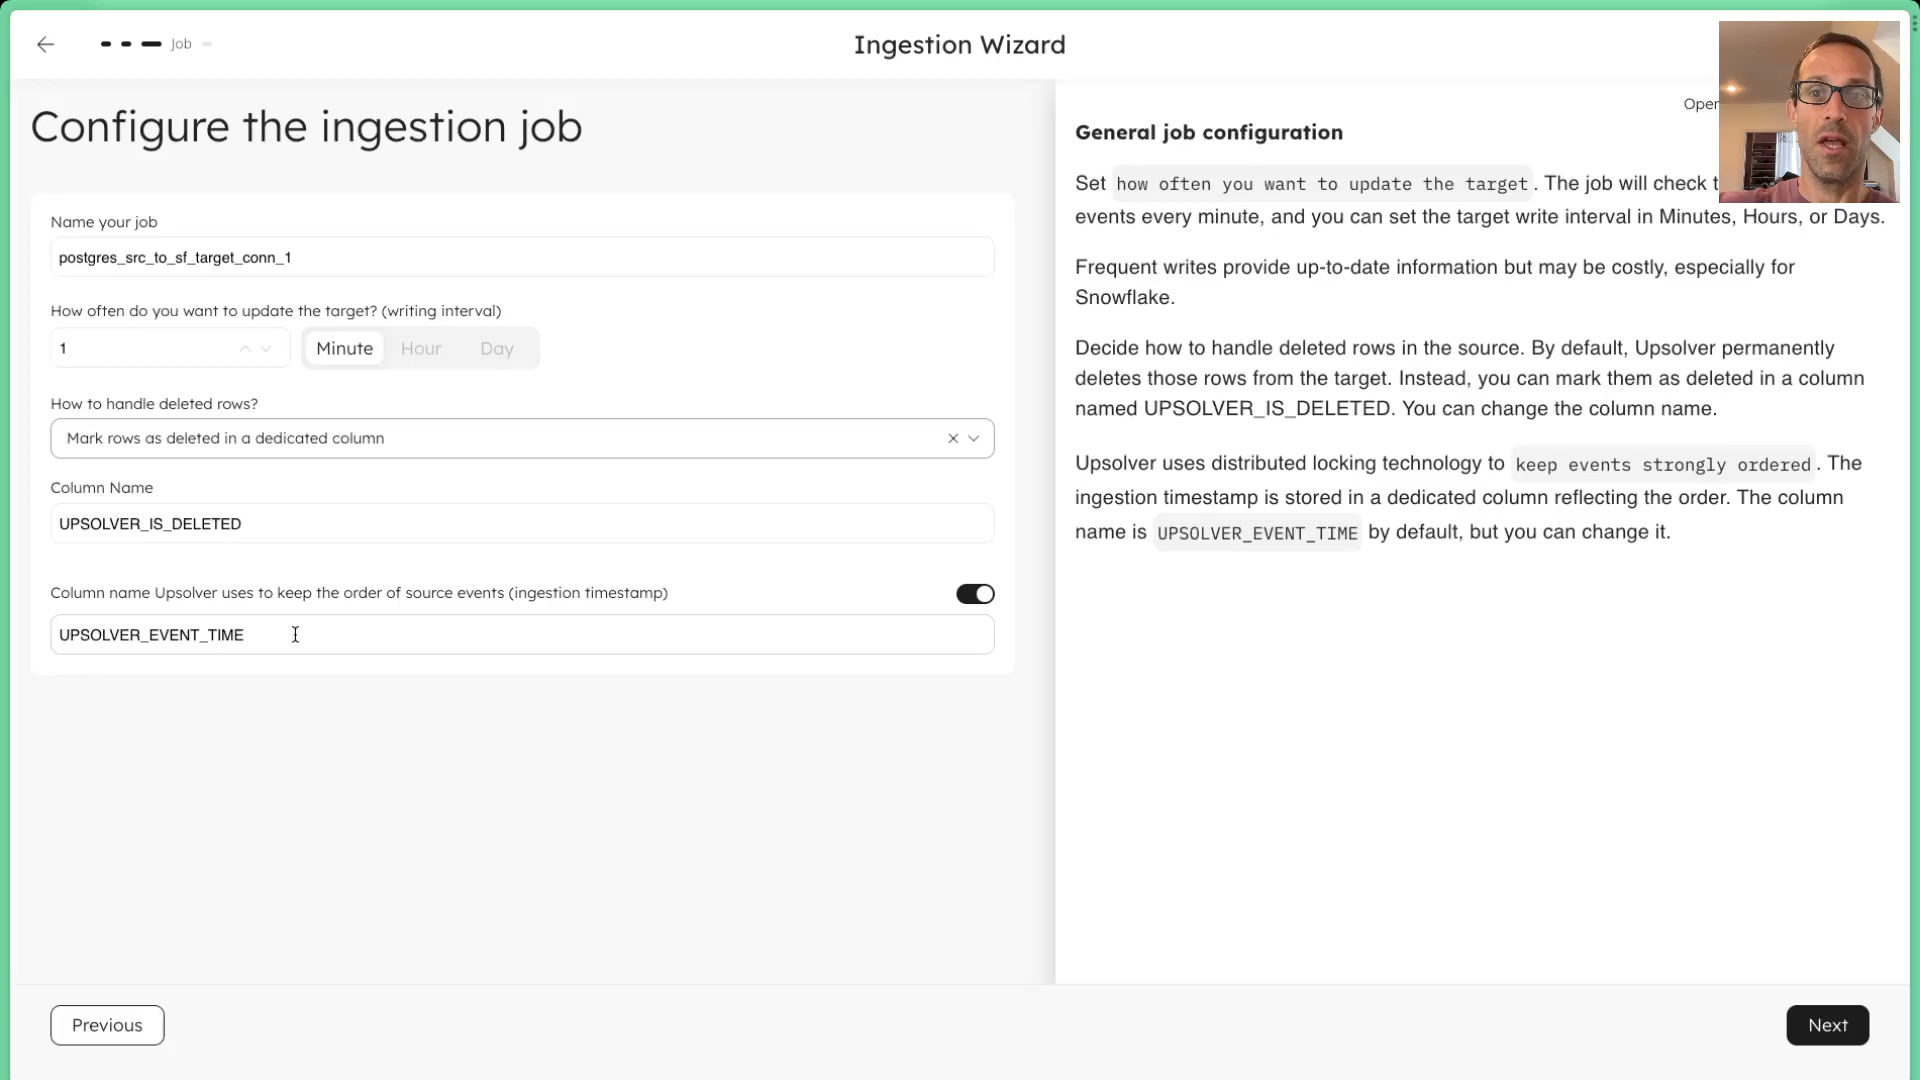 Job
Ingestion Wizard
Configure the ingestion job
Name your job
postgres_src_to_sf_target_conn_1
How often do you want to update the target? (writing interval)
1
Minute Hour Day
How to handle deleted rows?
Mark rows as deleted in a dedicated column
Column Name
UPSOLVER_IS_DELETED
Column name Upsolver uses to keep the order of source events (ingestion timestamp)
UPSOLVER_EVENT_TIME
Previous
General job configuration
Set how often you want to update the target. The job will check
events every minute, and you can set the target write interval in Minutes, Hours, or Days.
Frequent writes provide up-to-date information but may be costly, especially for
Snowflake.
Decide how to handle deleted rows in the source. By default, Upsolver permanently
deletes those rows from the target. Instead, you can mark them as deleted in a column
named UPSOLVER_IS_DELETED. You can change the column name.
Upsolver uses distributed locking technology to keep events strongly ordered. The
ingestion timestamp is stored in a dedicated column reflecting the order. The column
name is UPSOLVER_EVENT_TIME by default, but you can change it.
Next